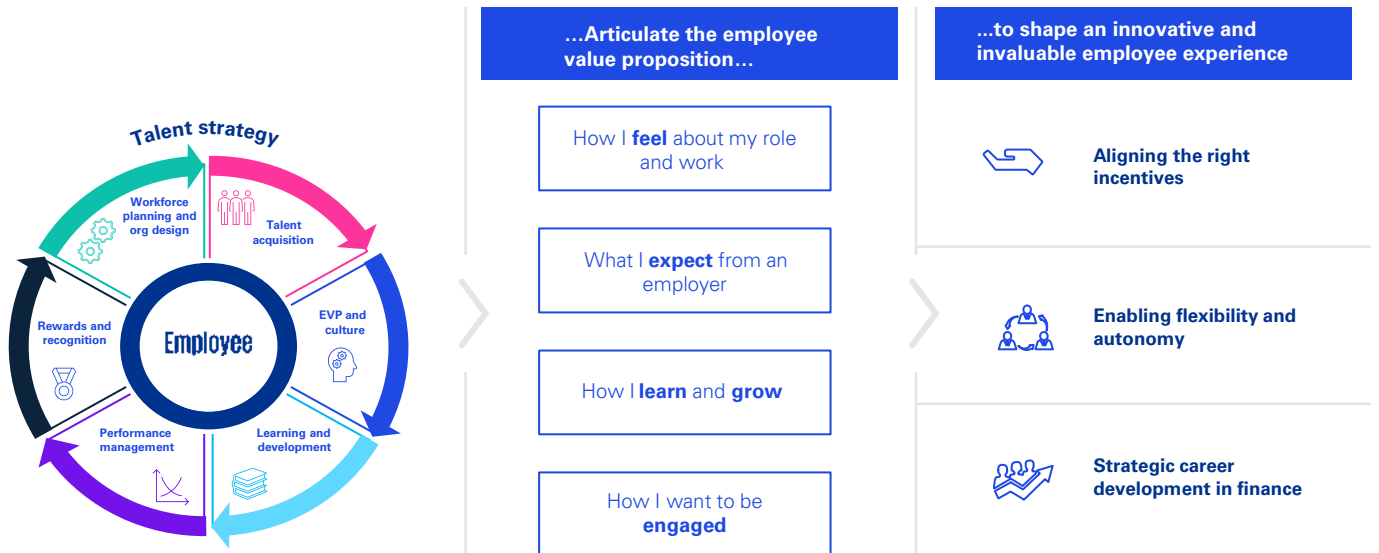 Talent strategy
Workforce
planning and
org design
Talent
acquisition
EVP and
culture
Learning and
development
Performance
management
Rewards and
recognition
Employee
...Articulate the employee
value proposition...
How I feel about my role
and work
What I expect from an
employer
How I learn and grow
How I want to be
engaged
...to shape an innovative and
invaluable employee experience
Aligning the right
incentives
Enabling flexibility and
autonomy
Strategic career
development in finance